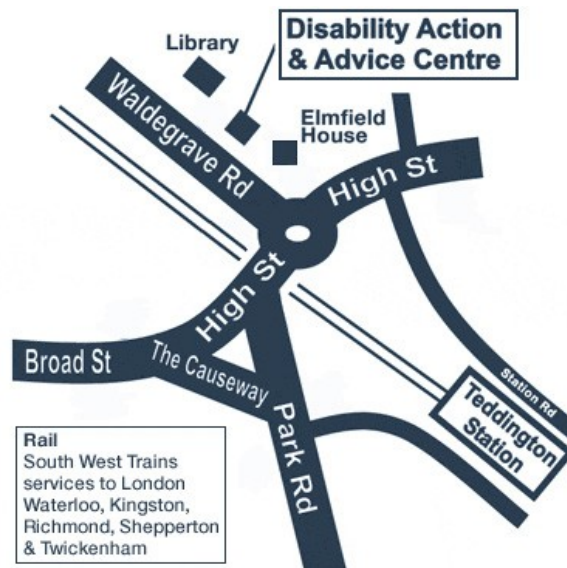 Disability Action
& Advice Centre
Library
Elmfield
House
Waldegrave Rd
High St
High St
Broad St
The Causeway
Park Rd
Station Rd
Teddington
Station
Rail
South West Trains
services to London
Waterloo, Kingston,
Richmond, Shepperton
& Twickenham